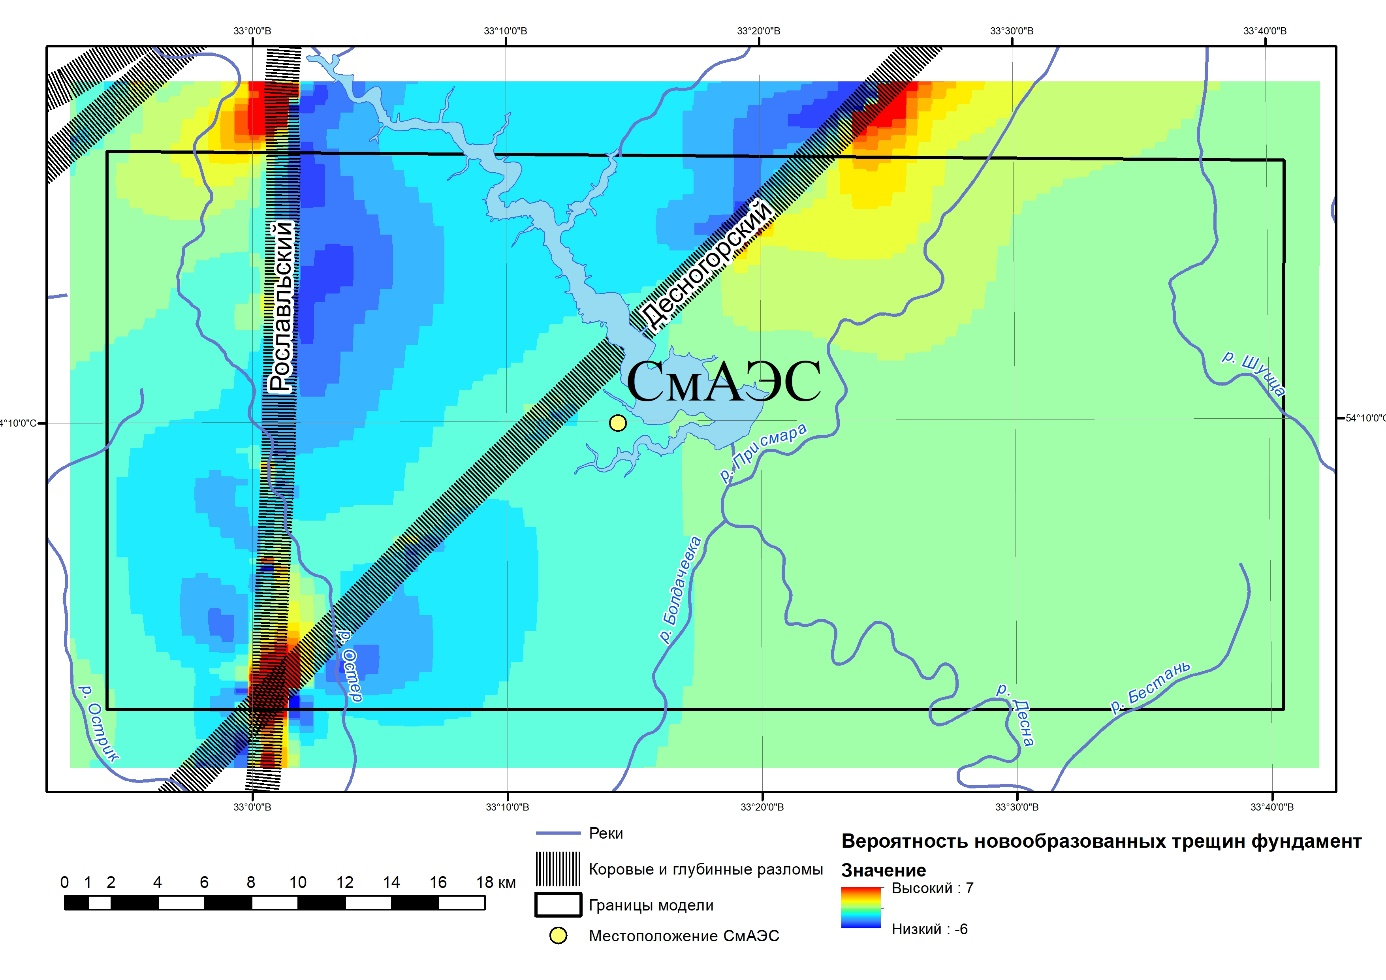 33°0'0"В
33°10'0"В
33°20'0"В
33°30'0"В
33°40'0"В
Рославльский
Десногорский
СмАЭС
р. Шуица
4°10'0"С
54°10'0"С
р. Присмара
р. Болдачевка
р. Остер
р. Острик
р. Десна
р. Бестань
33°0'0"В
33°10'0"В
33°20'0"В
33°30'0"В
33°40'0"В
0 1 2 4 6 8 10 12 14 16 18 км
Реки
Коровые и глубинные разломы
Границы модели
Местоположение СмАЭС
Вероятность новообразованных трещин фундамент
Значение
Высокий : 7
Низкий : -6